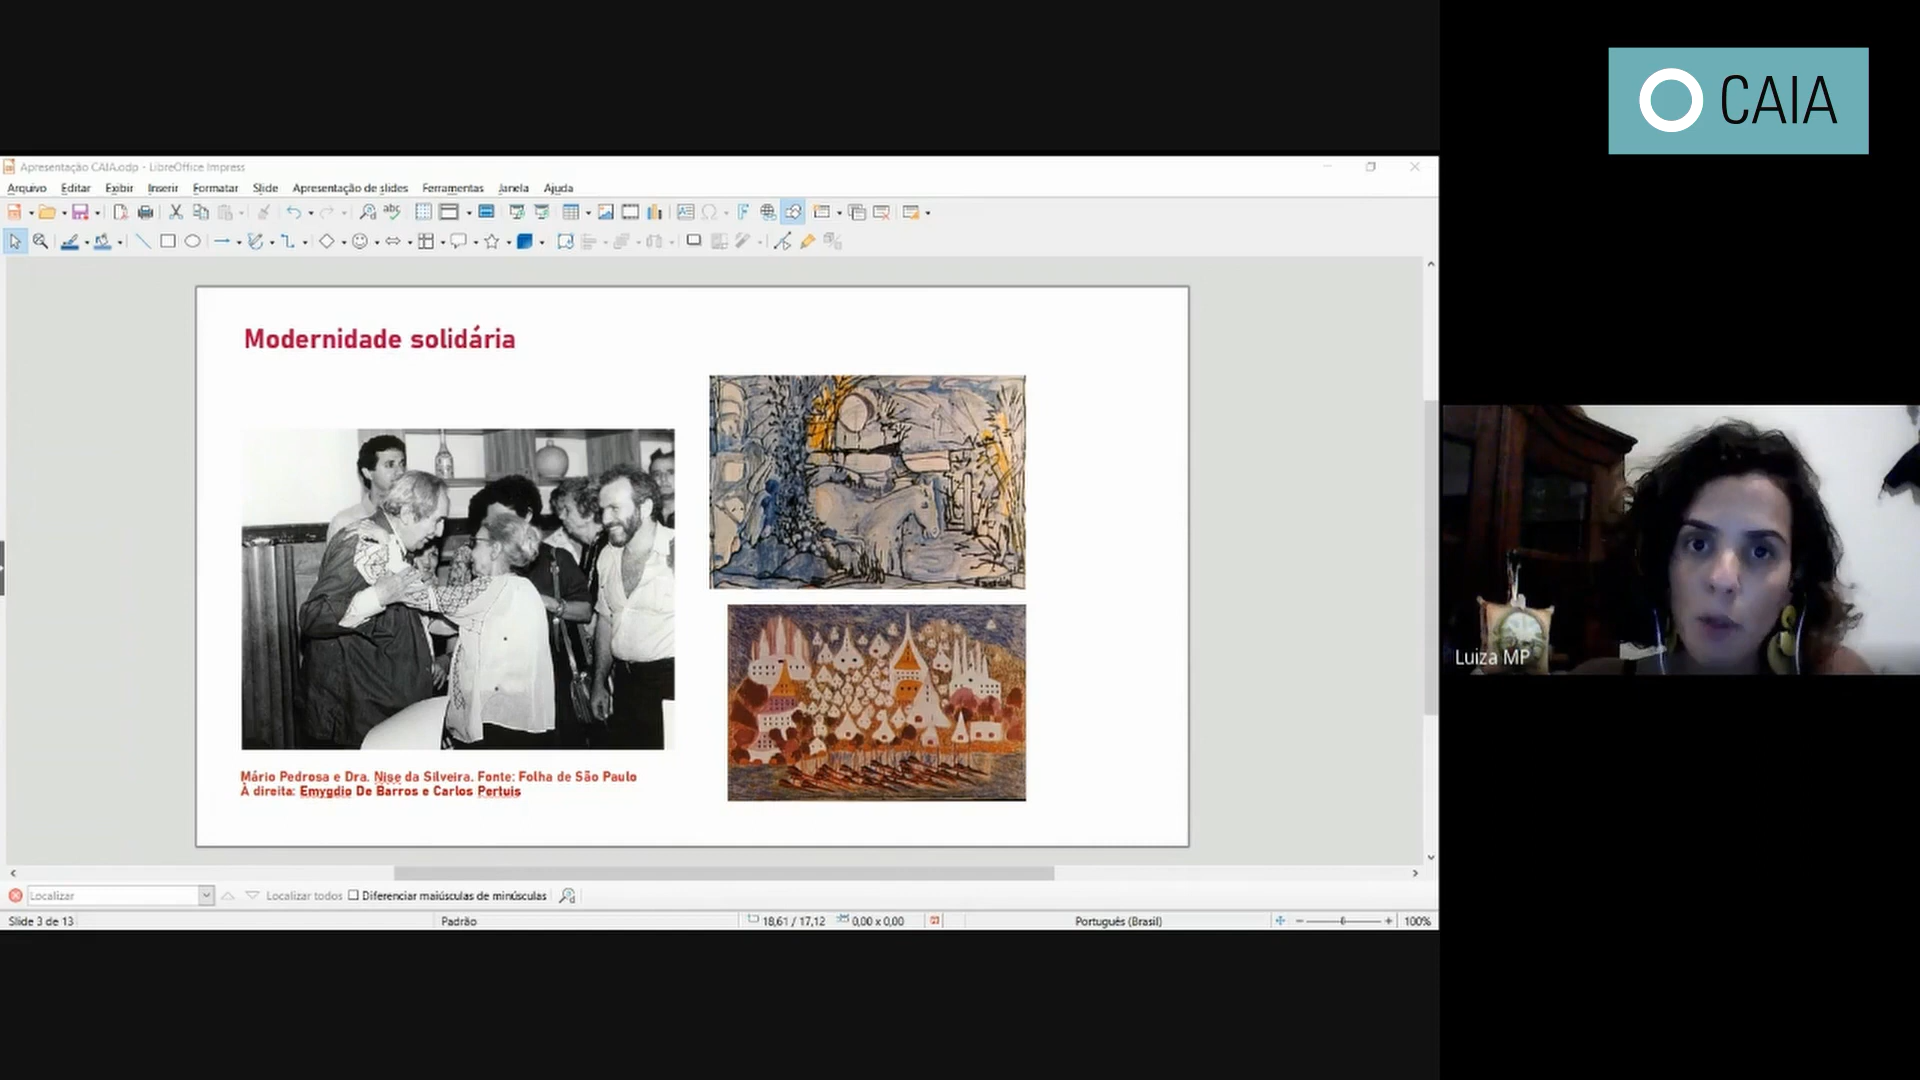 CAIA
Apresentação CAIA.odp - LibreOffice Impress
Arquivo Editar Exibir Inserir Formatar Slide Apresentação de slides Ferramentas Janela Ajuda
Modernidade solidária
Mário Pedrosa e Dra. Nise da Silveira. Fonte: Folha de São Paulo
À direita: Emygdio De Barros e Carlos Pertuis
Luiza MP
Localizar Localizar todos Diferenciar maiúsculas de minúsculas
Slide 3 de 13 Padrão 18,61 / 17,12 0,00 x 0,00 Português (Brasil) 100%